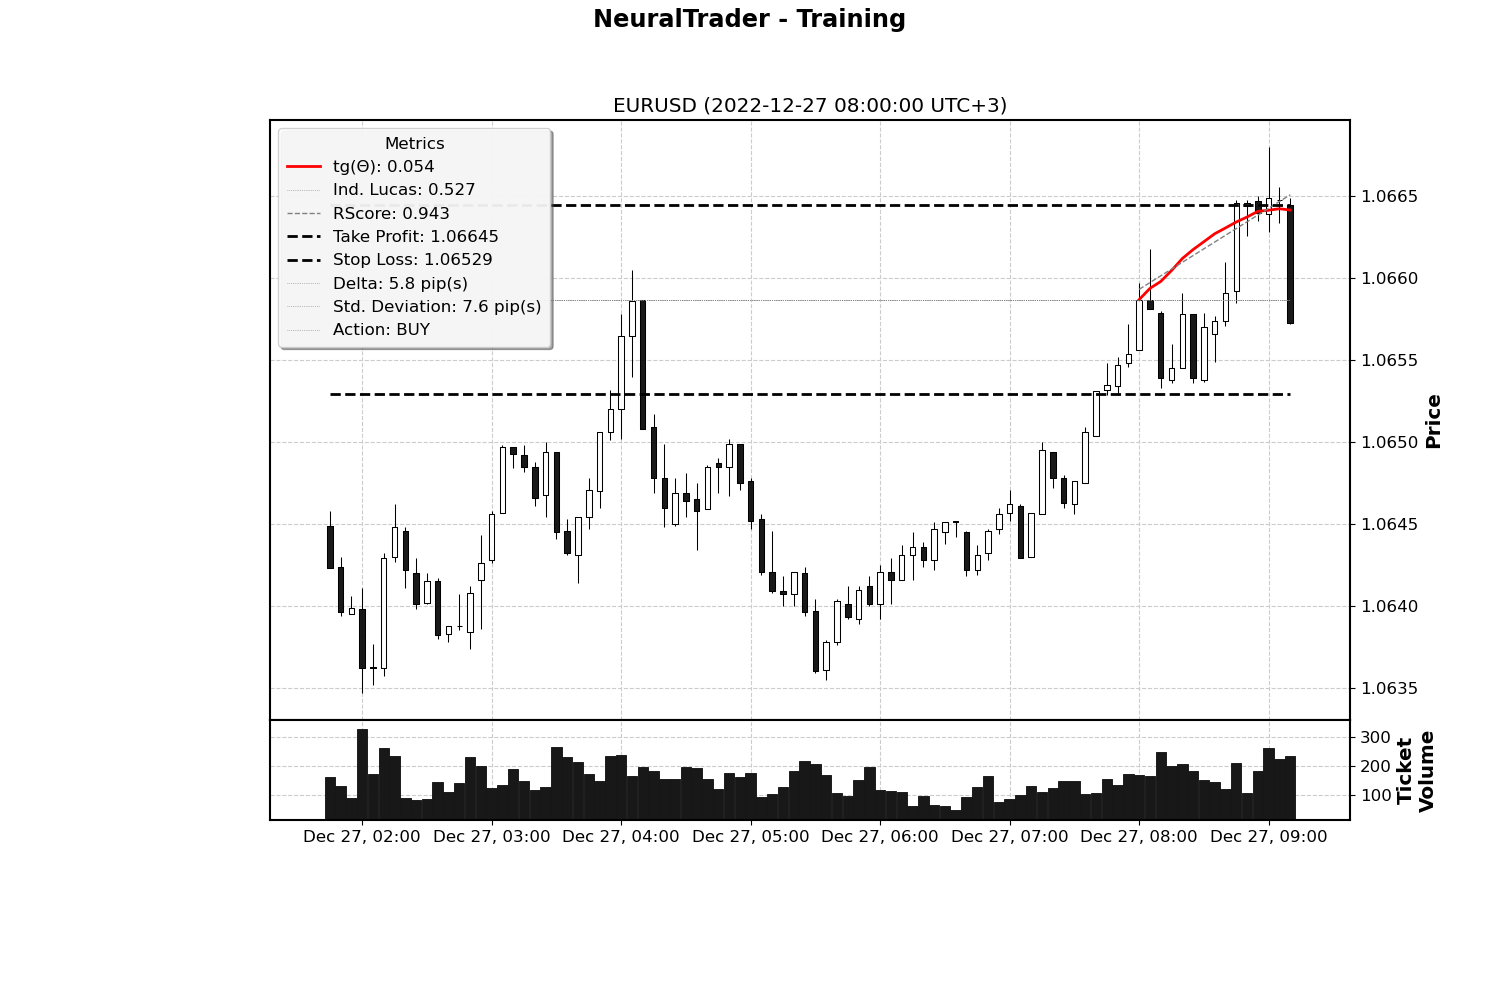 NeuralTrader - Training
EURUSD (2022-12-27 08:00:00 UTC+3)
Metrics
tg(Θ): 0.054
Ind. Lucas: 0.527
RScore: 0.943
Take Profit: 1.06645
Stop Loss: 1.06529
Delta: 5.8 pip(s)
Std. Deviation: 7.6 pip(s)
Action: BUY
1.0665
1.0660
1.0655
1.0650
1.0645
1.0640
1.0635
Price
300
200
100
Ticket
Volume
Dec 27, 02:00
Dec 27, 03:00
Dec 27, 04:00
Dec 27, 05:00
Dec 27, 06:00
Dec 27, 07:00
Dec 27, 08:00
Dec 27, 09:00